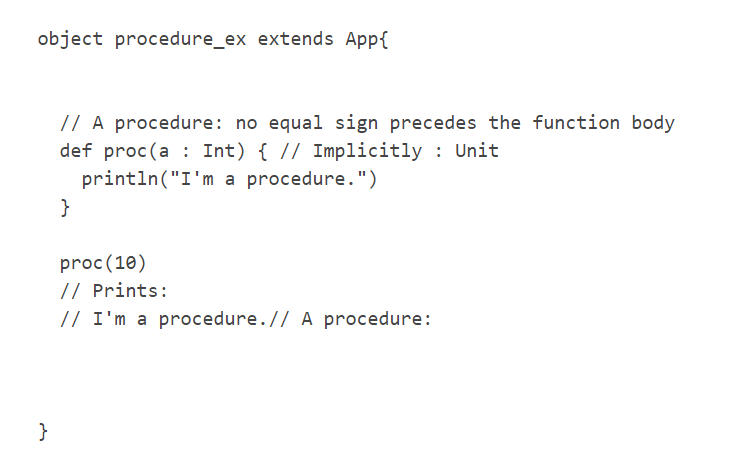 object procedure_ex extends App{
// A procedure: no equal sign precedes the function body
def proc(a : Int) { // Implicitly : Unit
println("I'm a procedure.")
}
proc(10)
// Prints:
// I'm a procedure.// A procedure:
}